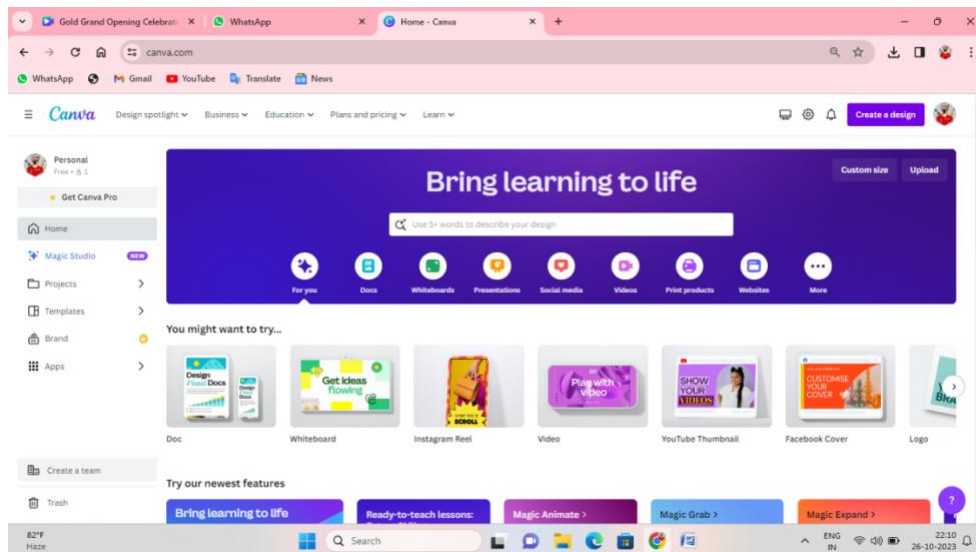 Gold Grand Opening Celebrati
WhatsApp
Home - Canva
canva.com
WhatsApp
Gmail
YouTube
Translate
News
Canva
Design spotlight
Business
Education
Plans and pricing
Learn
Create a design
Personal
Free • 1
Get Canva Pro
Home
Magic Studio NEW
Projects
Templates
Brand
Apps
Create a team
Trash
Custom size
Upload
Bring learning to life
Use 5+ words to describe your design
For you
Docs
Whiteboards
Presentations
Social media
Videos
Print products
Websites
More
You might want to try...
Design
Visual Docs
Get ideas
flowing
SCROLL
Play with
video
SHOW
YOUR
VIDEOS
CUSTOMISE
YOUR
COVER
Doc
Whiteboard
Instagram Reel
Video
YouTube Thumbnail
Facebook Cover
Logo
Try our newest features
Bring learning to life
Ready-to-teach lessons:
Magic Animate >
Magic Grab >
Magic Expand >
?
82°F
Haze
Search
ENG
IN
22:10
26-10-2023